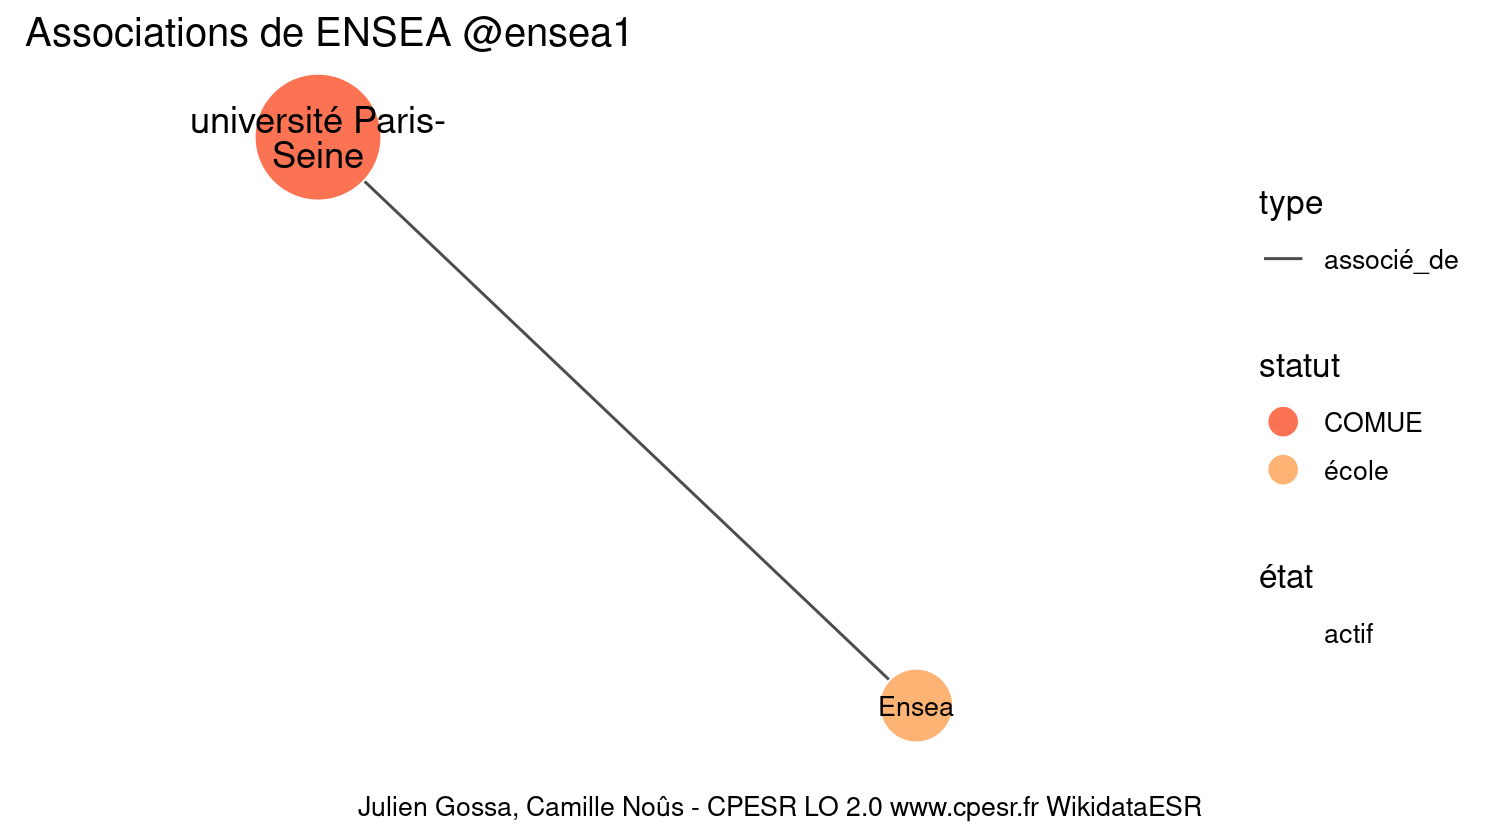 Associations de ENSEA @ensea1
université Paris-
Seine
Ensea
type
associé_de
statut
COMUE
école
état
actif
Julien Gossa, Camille Noûs - CPESR LO 2.0 www.cpesr.fr WikidataESR